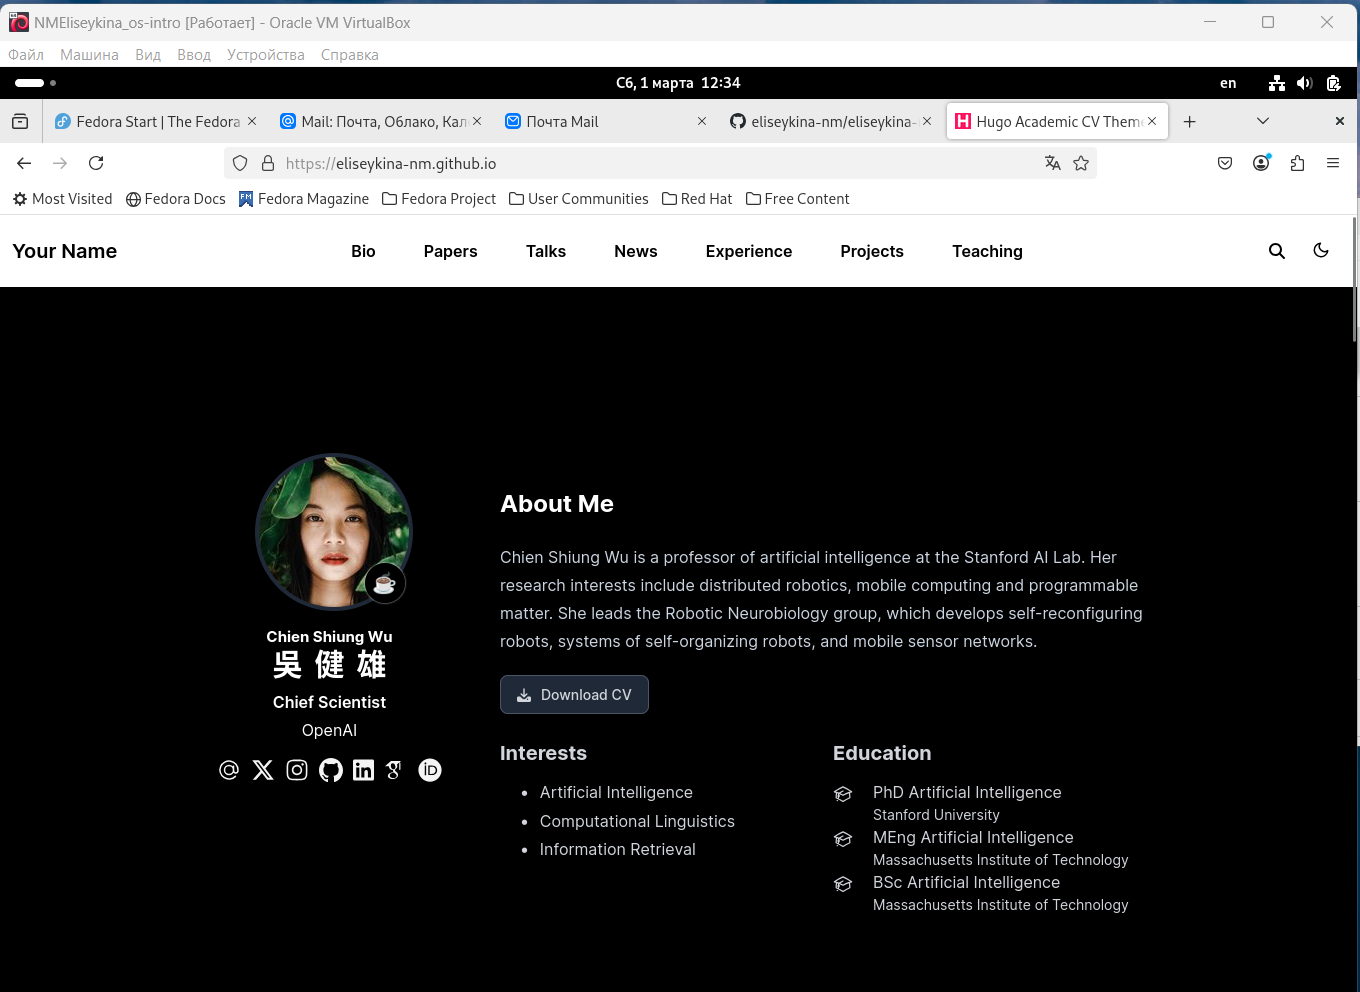 NMEliseykina_os-intro [Работает] - Oracle VM VirtualBox
Файл Машина Вид Ввод Устройства Справка
Сб, 1 марта 12:34 en
Fedora Start | The Fedora Mail: Почта, Облако, Кал Почта Mail eliseykina-nm/eliseykina- Hugo Academic CV Theme
https://eliseykina-nm.github.io
Most Visited Fedora Docs Fedora Magazine Fedora Project User Communities Red Hat Free Content
Your Name Bio Papers Talks News Experience Projects Teaching
About Me
Chien Shiung Wu is a professor of artificial intelligence at the Stanford AI Lab. Her
research interests include distributed robotics, mobile computing and programmable
matter. She leads the Robotic Neurobiology group, which develops self-reconfiguring
robots, systems of self-organizing robots, and mobile sensor networks.
Chien Shiung Wu
吳健雄
Chief Scientist
OpenAI
Download CV
Interests
Artificial Intelligence
Computational Linguistics
Information Retrieval
Education
PhD Artificial Intelligence
Stanford University
MEng Artificial Intelligence
Massachusetts Institute of Technology
BSc Artificial Intelligence
Massachusetts Institute of Technology